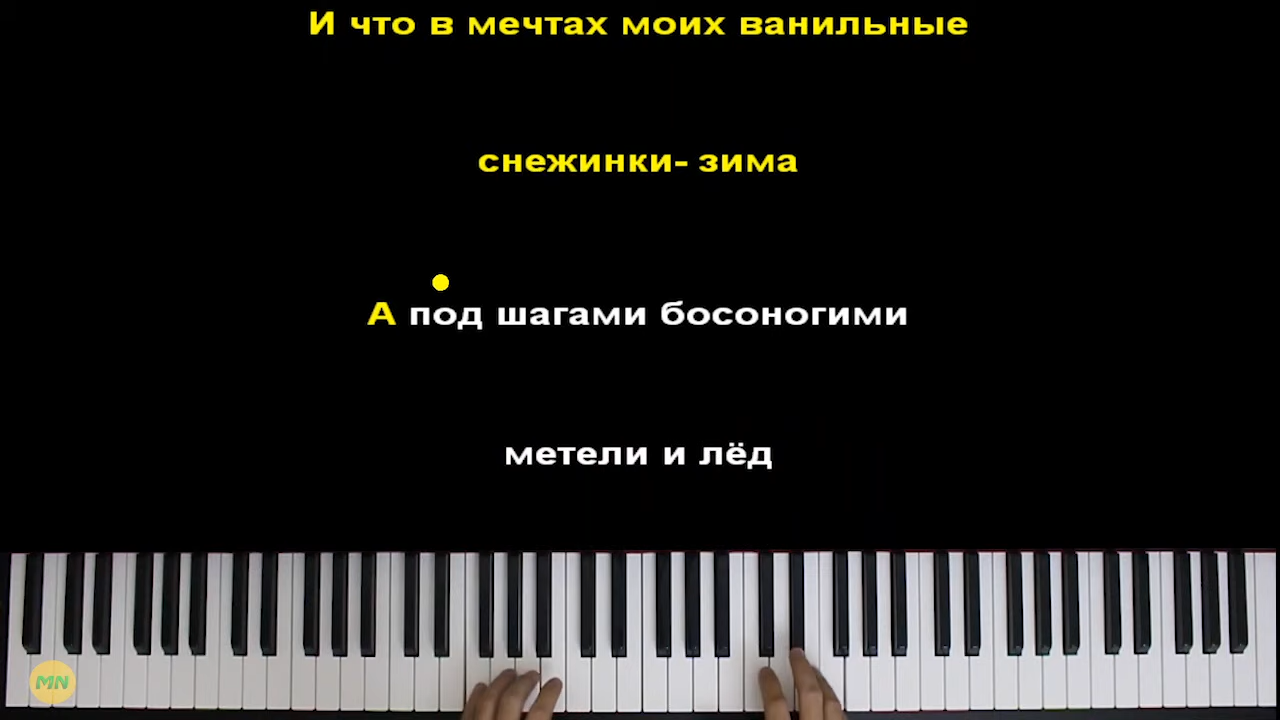 И что в мечтах моих ванильные
снежинки- зима
А под шагами босоногими
метели и лёд
MN